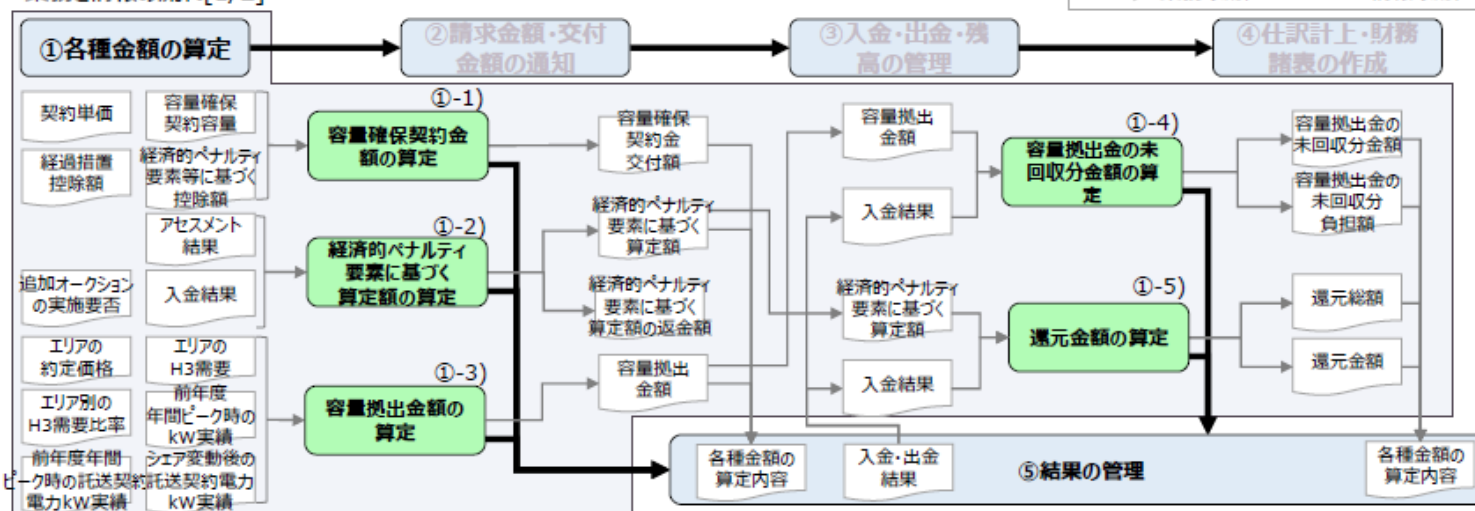 ①各種金額の算定
②請求金額・交付
金額の通知
③入金・出金・残
高の管理
④仕訳計上・財務
諸表の作成
契約単価
容量確保
契約容量
経過措置
控除額
経済的ペナルティ
要素等に基づく
控除額
①-1)
容量確保契約金
額の算定
容量確保
契約金
交付額
アセスメント
結果
追加オークション
の実施要否
入金結果
①-2)
経済的ペナルティ
要素に基づく
算定額の算定
経済的ペナルティ
要素に基づく
算定額
経済的ペナルティ
要素に基づく
算定額の返金額
エリアの
約定価格
エリアの
H3需要
エリア別の
H3需要比率
前年度
年間ピーク時の
kW実績
前年度年間
ピーク時の託送契約
電力kW実績
シェア変動後の
託送契約電力
kW実績
①-3)
容量拠出金額の
算定
容量拠出
金額
容量拠出
金額
入金結果
①-4)
容量拠出金の未
回収分金額の算
定
容量拠出金の
未回収分金額
容量拠出金の
未回収分
負担額
経済的ペナルティ
要素に基づく
算定額
入金結果
①-5)
還元金額の算定
還元総額
還元金額
各種金額の
算定内容
入金・出金
結果
⑤結果の管理
各種金額の
算定内容